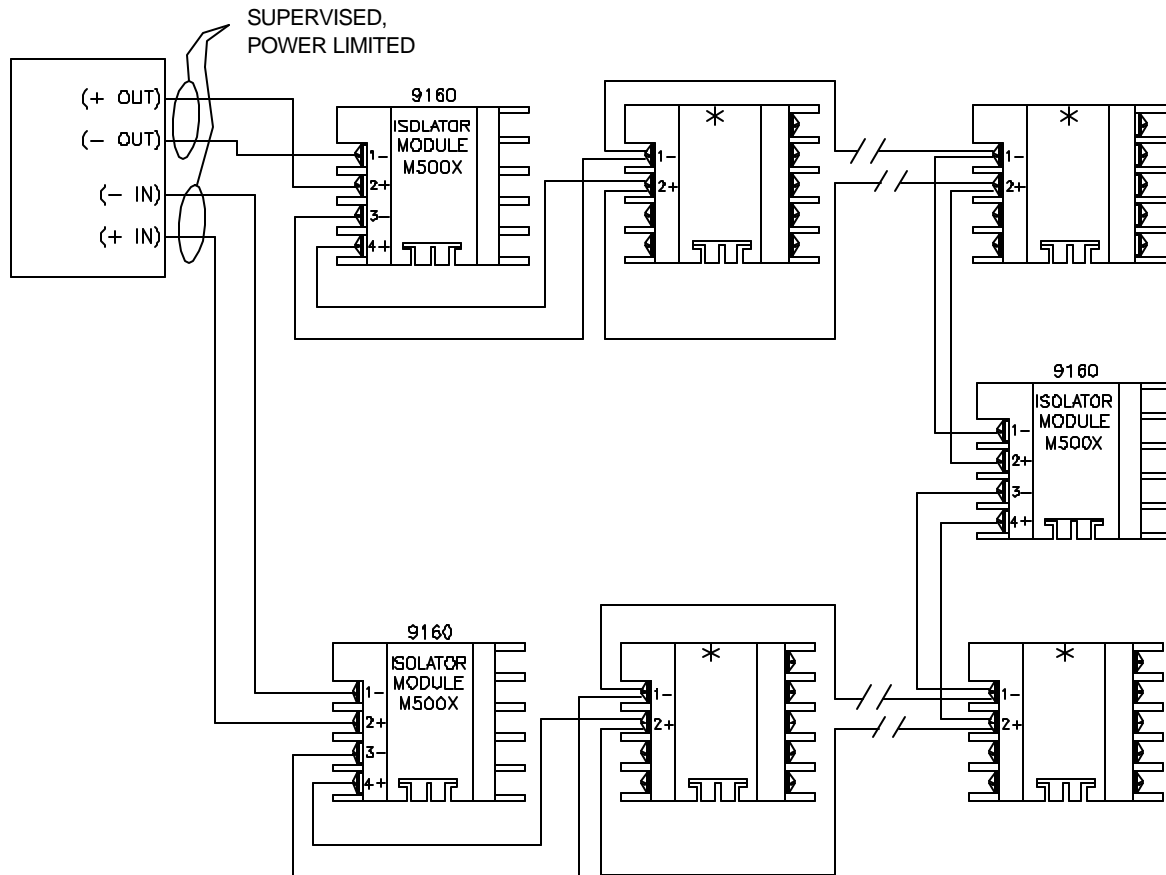 SUPERVISED,
POWER LIMITED
(+ OUT)
(- OUT)
(- IN)
(+ IN)
9160
ISOLATOR
MODULE
M500X
1-
2+
3-
4+
*
1-
2+
*
1-
2+
9160
ISOLATOR
MODULE
M500X
1-
2+
3-
4+
9160
ISOLATOR
MODULE
M500X
1-
2+
3-
4+
*
1-
2+
*
1-
2+